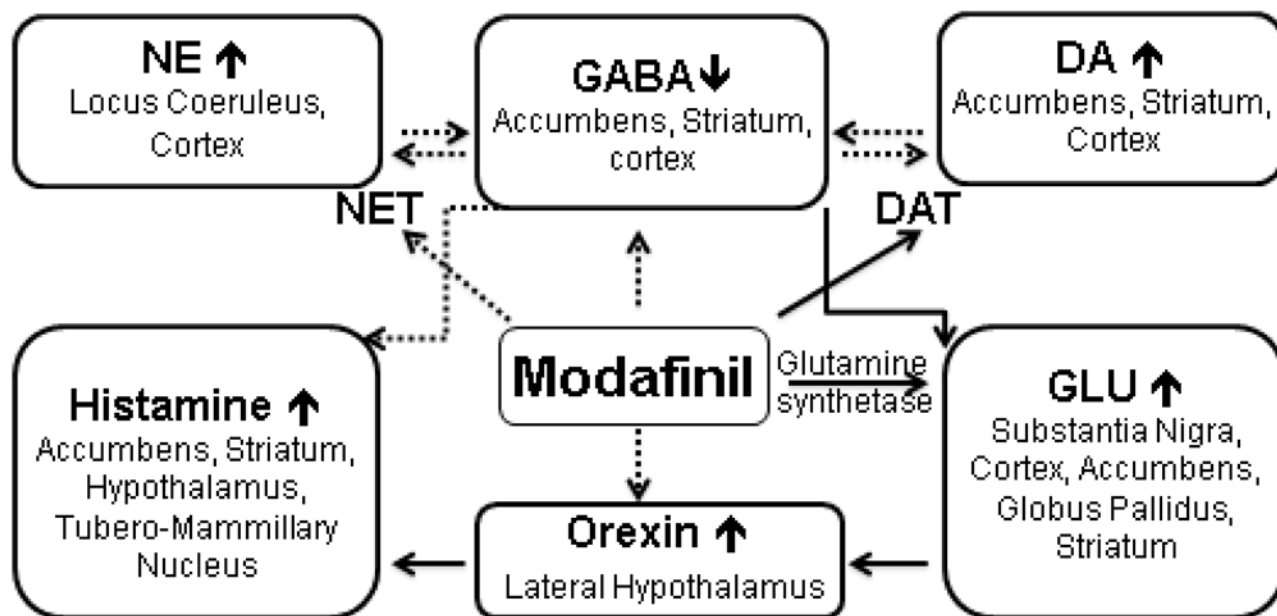 NE ↑
Locus Coeruleus,
Cortex
GABA↓
Accumbens, Striatum,
cortex
DA ↑
Accumbens, Striatum,
Cortex
NET
DAT
Modafinil
Glutamine
synthetase
Histamine ↑
Accumbens, Striatum,
Hypothalamus,
Tubero-Mammillary
Nucleus
Orexin ↑
Lateral Hypothalamus
GLU ↑
Substantia Nigra,
Cortex, Accumbens,
Globus Pallidus,
Striatum